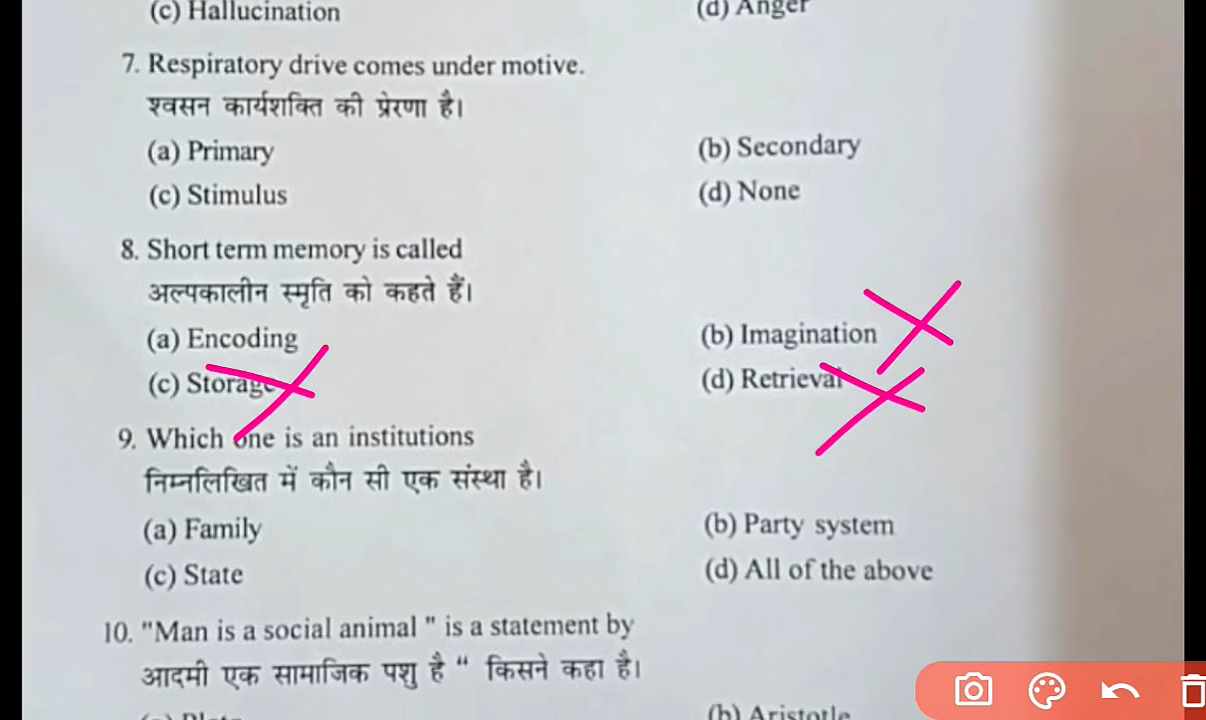 (c) Hallucination (d) Anger
7. Respiratory drive comes under motive.
श्वसन कार्यशक्ति की प्रेरणा है।
(a) Primary (b) Secondary
(c) Stimulus (d) None
8. Short term memory is called
अल्पकालीन स्मृति को कहते हैं।
(a) Encoding (b) Imagination
(c) Storage (d) Retrieval
9. Which one is an institutions
निम्नलिखित में कौन सी एक संस्था है।
(a) Family (b) Party system
(c) State (d) All of the above
10. "Man is a social animal " is a statement by
आदमी एक सामाजिक पशु है “ किसने कहा है।
(a) Plato (b) Aristotle